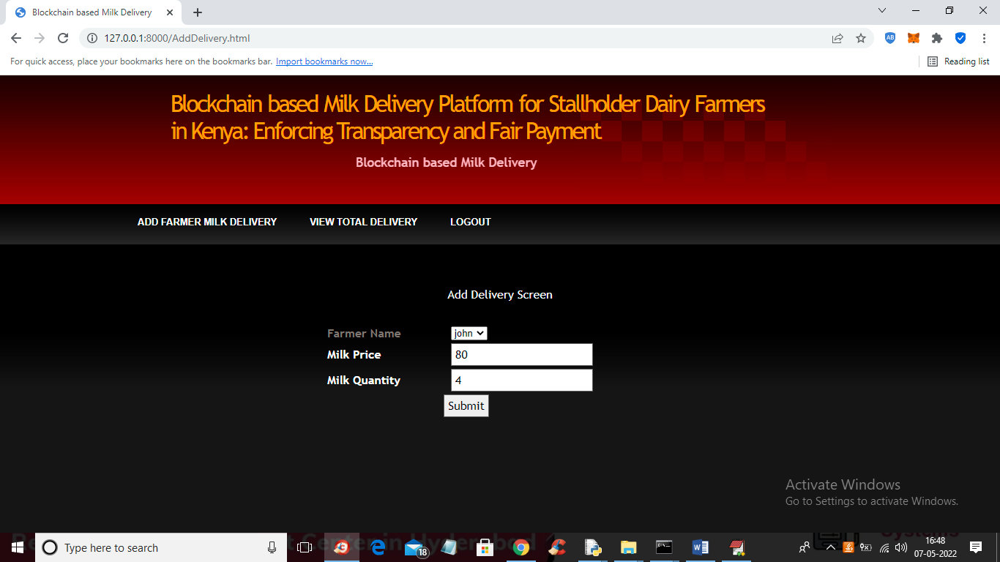 Blockchain based Milk Delivery
127.0.0.1:8000/AddDelivery.html
For quick access, place your bookmarks here on the bookmarks bar. Import bookmarks now...
Reading list
Blockchain based Milk Delivery Platform for Stallholder Dairy Farmers
in Kenya: Enforcing Transparency and Fair Payment
Blockchain based Milk Delivery
ADD FARMER MILK DELIVERY VIEW TOTAL DELIVERY LOGOUT
Add Delivery Screen
Farmer Name john
Milk Price 80
Milk Quantity 4
Submit
Activate Windows
Go to Settings to activate Windows.
Systems
Type here to search
18
16:48
07-05-2022